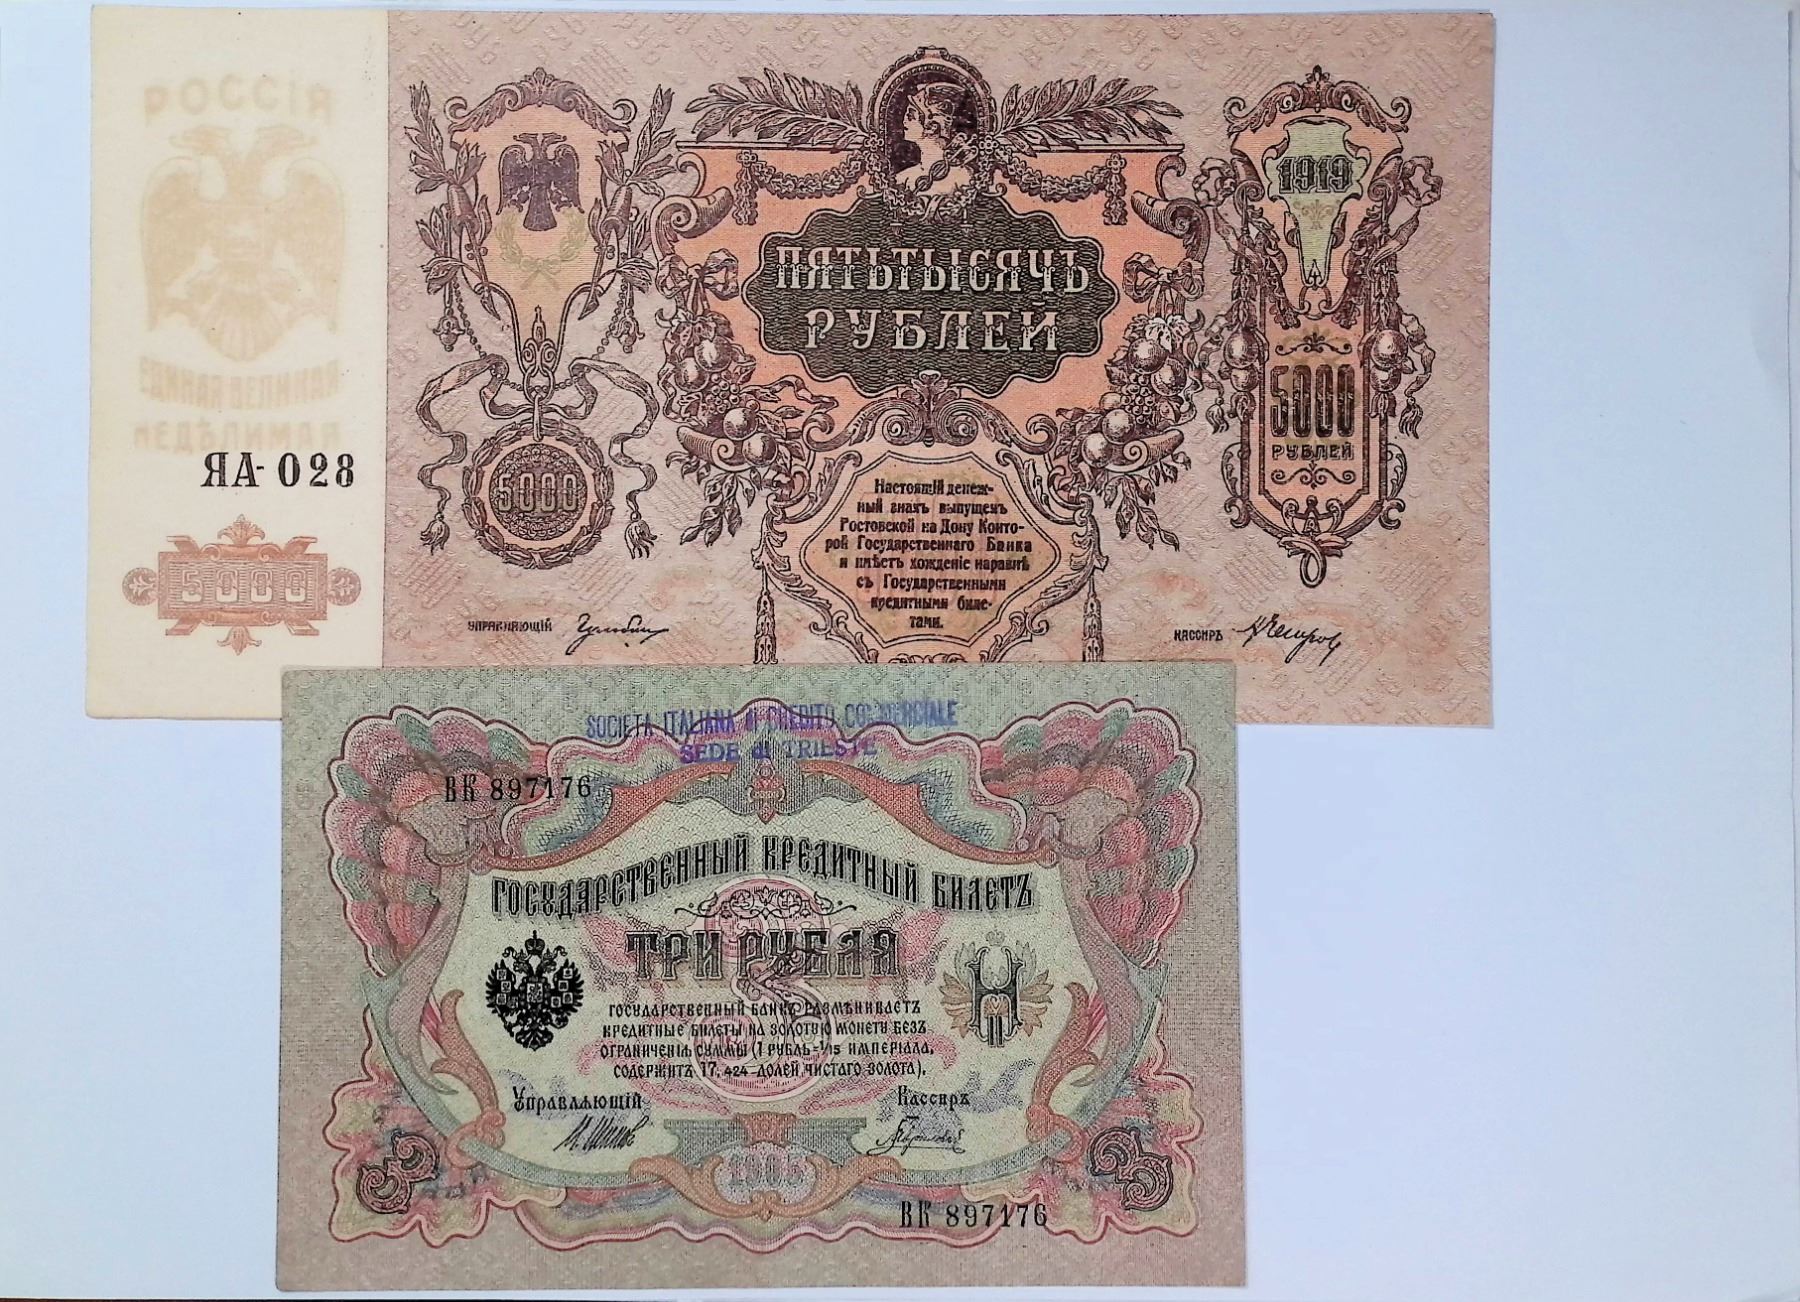 РОССІЯ
ЕДИНАЯ ВЕЛИКАЯ
НЕДѢЛИМАЯ
ЯА-028
5000
1919
ПЯТЬТЫСЯЧЪ
РУБЛЕЙ
5000
5000
РУБЛЕЙ
Настоящій денеж-
ный знакъ выпущенъ
Ростовской на Дону Конто-
рой Государственнаго Банка
и имѣетъ хожденіе наравнѣ
съ Государственными
кредитными биле-
тами.
УПРАВЛЯЮЩІЙ
КАССИРЪ
SOCIETA ITALIANA di CREDITO COMMERCIALE
SEDE di TRIESTE
ВК 897176
ГОСУДАРСТВЕННЫЙ КРЕДИТНЫЙ БИЛЕТЪ
ТРИ РУБЛЯ
3
ГОСУДАРСТВЕННЫЙ БАНКЪ РАЗМѢНИВАЕТЪ
КРЕДИТНЫЕ БИЛЕТЫ НА ЗОЛОТУЮ МОНЕТУ БЕЗЪ
ОГРАНИЧЕНІЯ СУММЫ (1 РУБЛЬ=1/15 ИМПЕРІАЛА,
СОДЕРЖИТЪ 17,424 ДОЛЕЙ ЧИСТАГО ЗОЛОТА).
Управляющій
Кассиръ
3
1905
3
ВК 897176